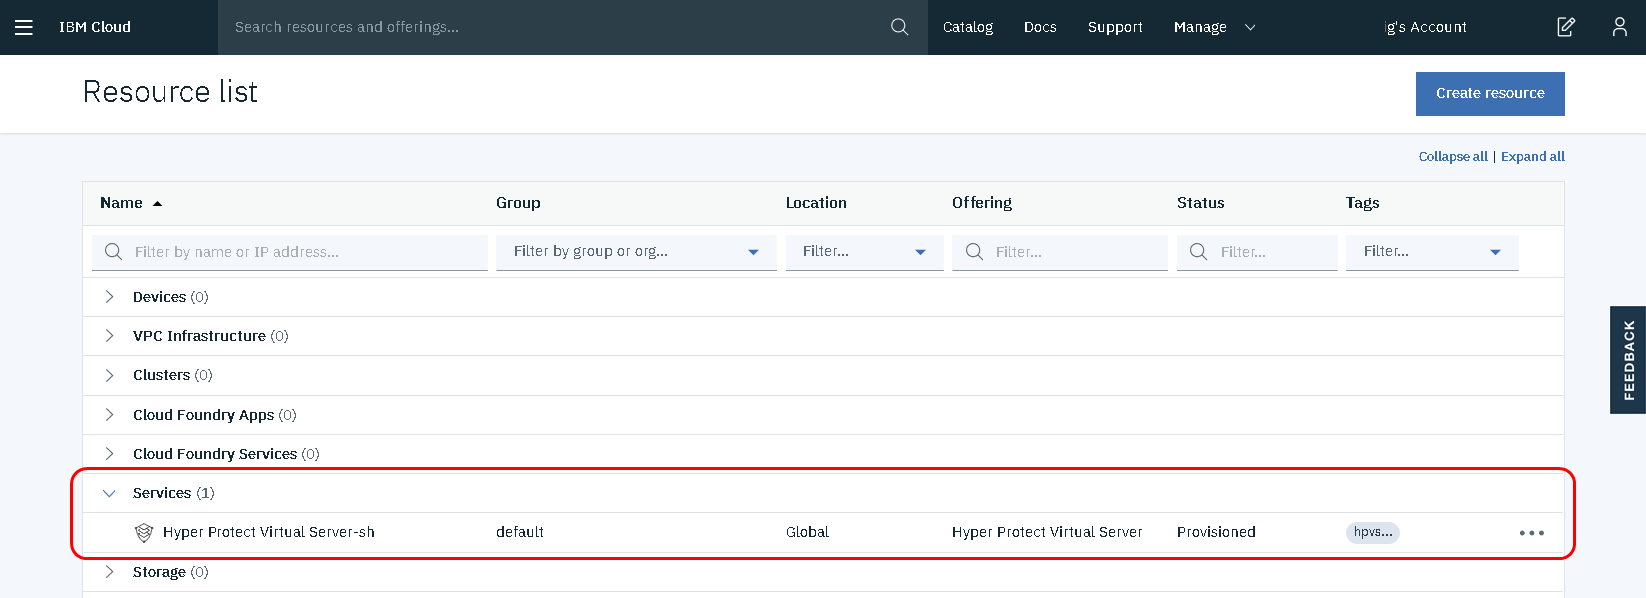 IBM Cloud
Search resources and offerings...
Catalog
Docs
Support
Manage
ig's Account
Resource list
Create resource
Collapse all | Expand all
Name
Group
Location
Offering
Status
Tags
Filter by name or IP address...
Filter by group or org...
Filter...
Filter...
Filter...
Filter...
Devices (0)
VPC Infrastructure (0)
Clusters (0)
Cloud Foundry Apps (0)
Cloud Foundry Services (0)
Services (1)
Hyper Protect Virtual Server-sh
default
Global
Hyper Protect Virtual Server
Provisioned
hpvs...
Storage (0)
FEEDBACK